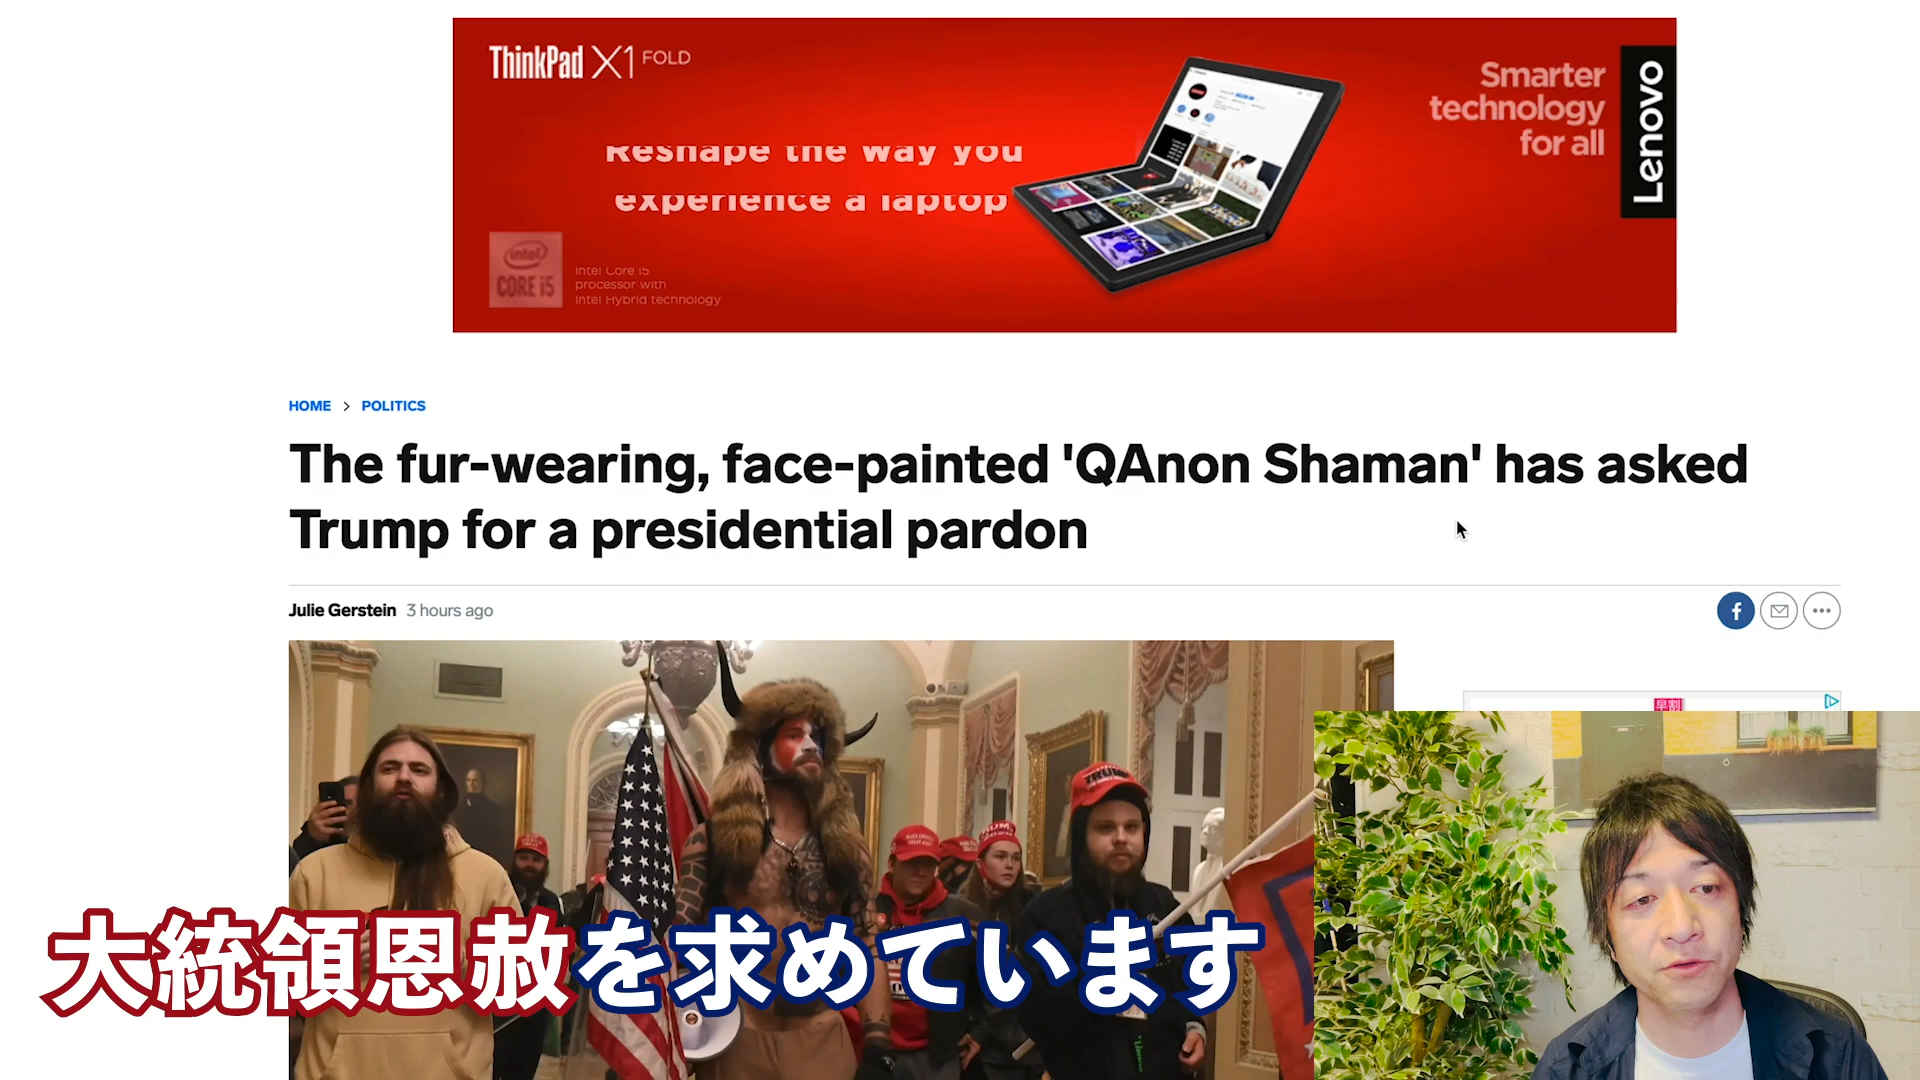 ThinkPad X1 FOLD
Smarter
technology
for all
Lenovo
Reshape the way you
experience a laptop
intel
CORE i5
Intel Core i5
processor with
Intel Hybrid technology
HOME > POLITICS
The fur-wearing, face-painted 'QAnon Shaman' has asked
Trump for a presidential pardon
Julie Gerstein 3 hours ago
f
早割
TRUMP
大統領恩赦を求めています